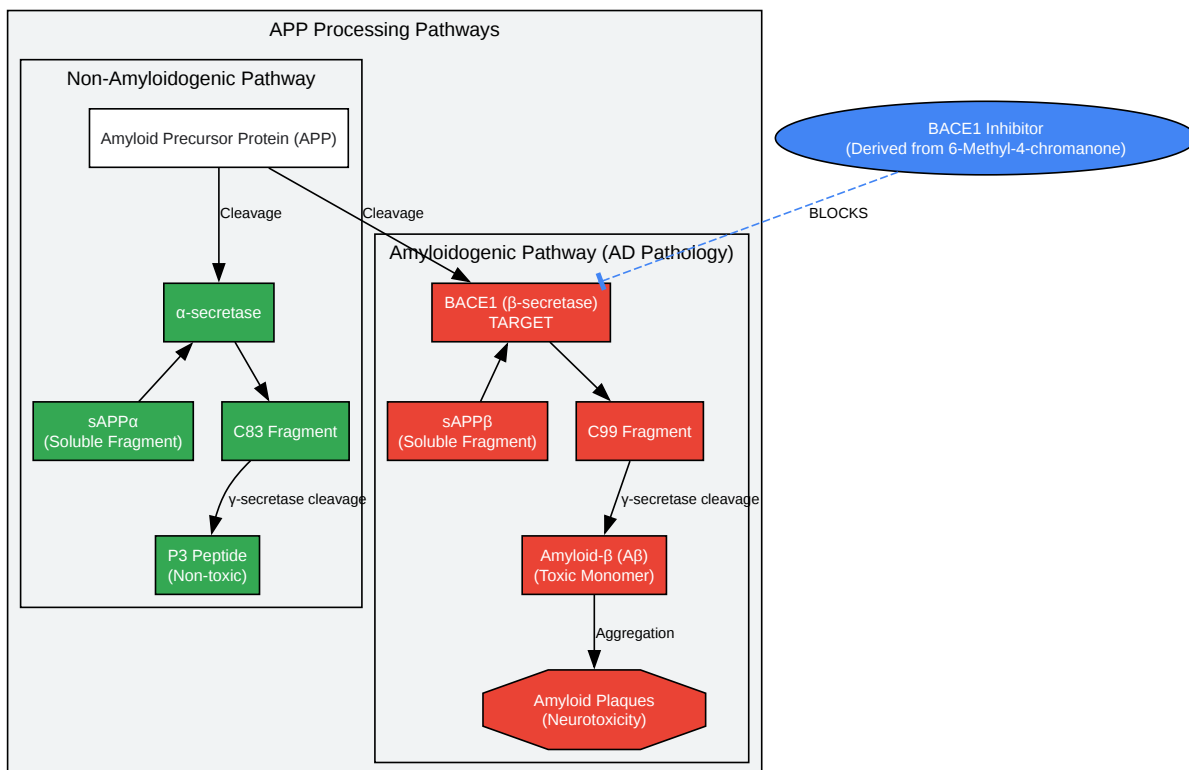 APP Processing Pathways
Non-Amyloidogenic Pathway
Amyloid Precursor Protein (APP)
BACE1 Inhibitor
(Derived from 6-Methyl-4-chromanone)
Cleavage
Cleavage
BLOCKS
Amyloidogenic Pathway (AD Pathology)
α-secretase
BACE1 (β-secretase)
TARGET
sAPPα
(Soluble Fragment)
C83 Fragment
sAPPβ
(Soluble Fragment)
C99 Fragment
γ-secretase cleavage
γ-secretase cleavage
P3 Peptide
(Non-toxic)
Amyloid-β (Aβ)
(Toxic Monomer)
Aggregation
Amyloid Plaques
(Neurotoxicity)